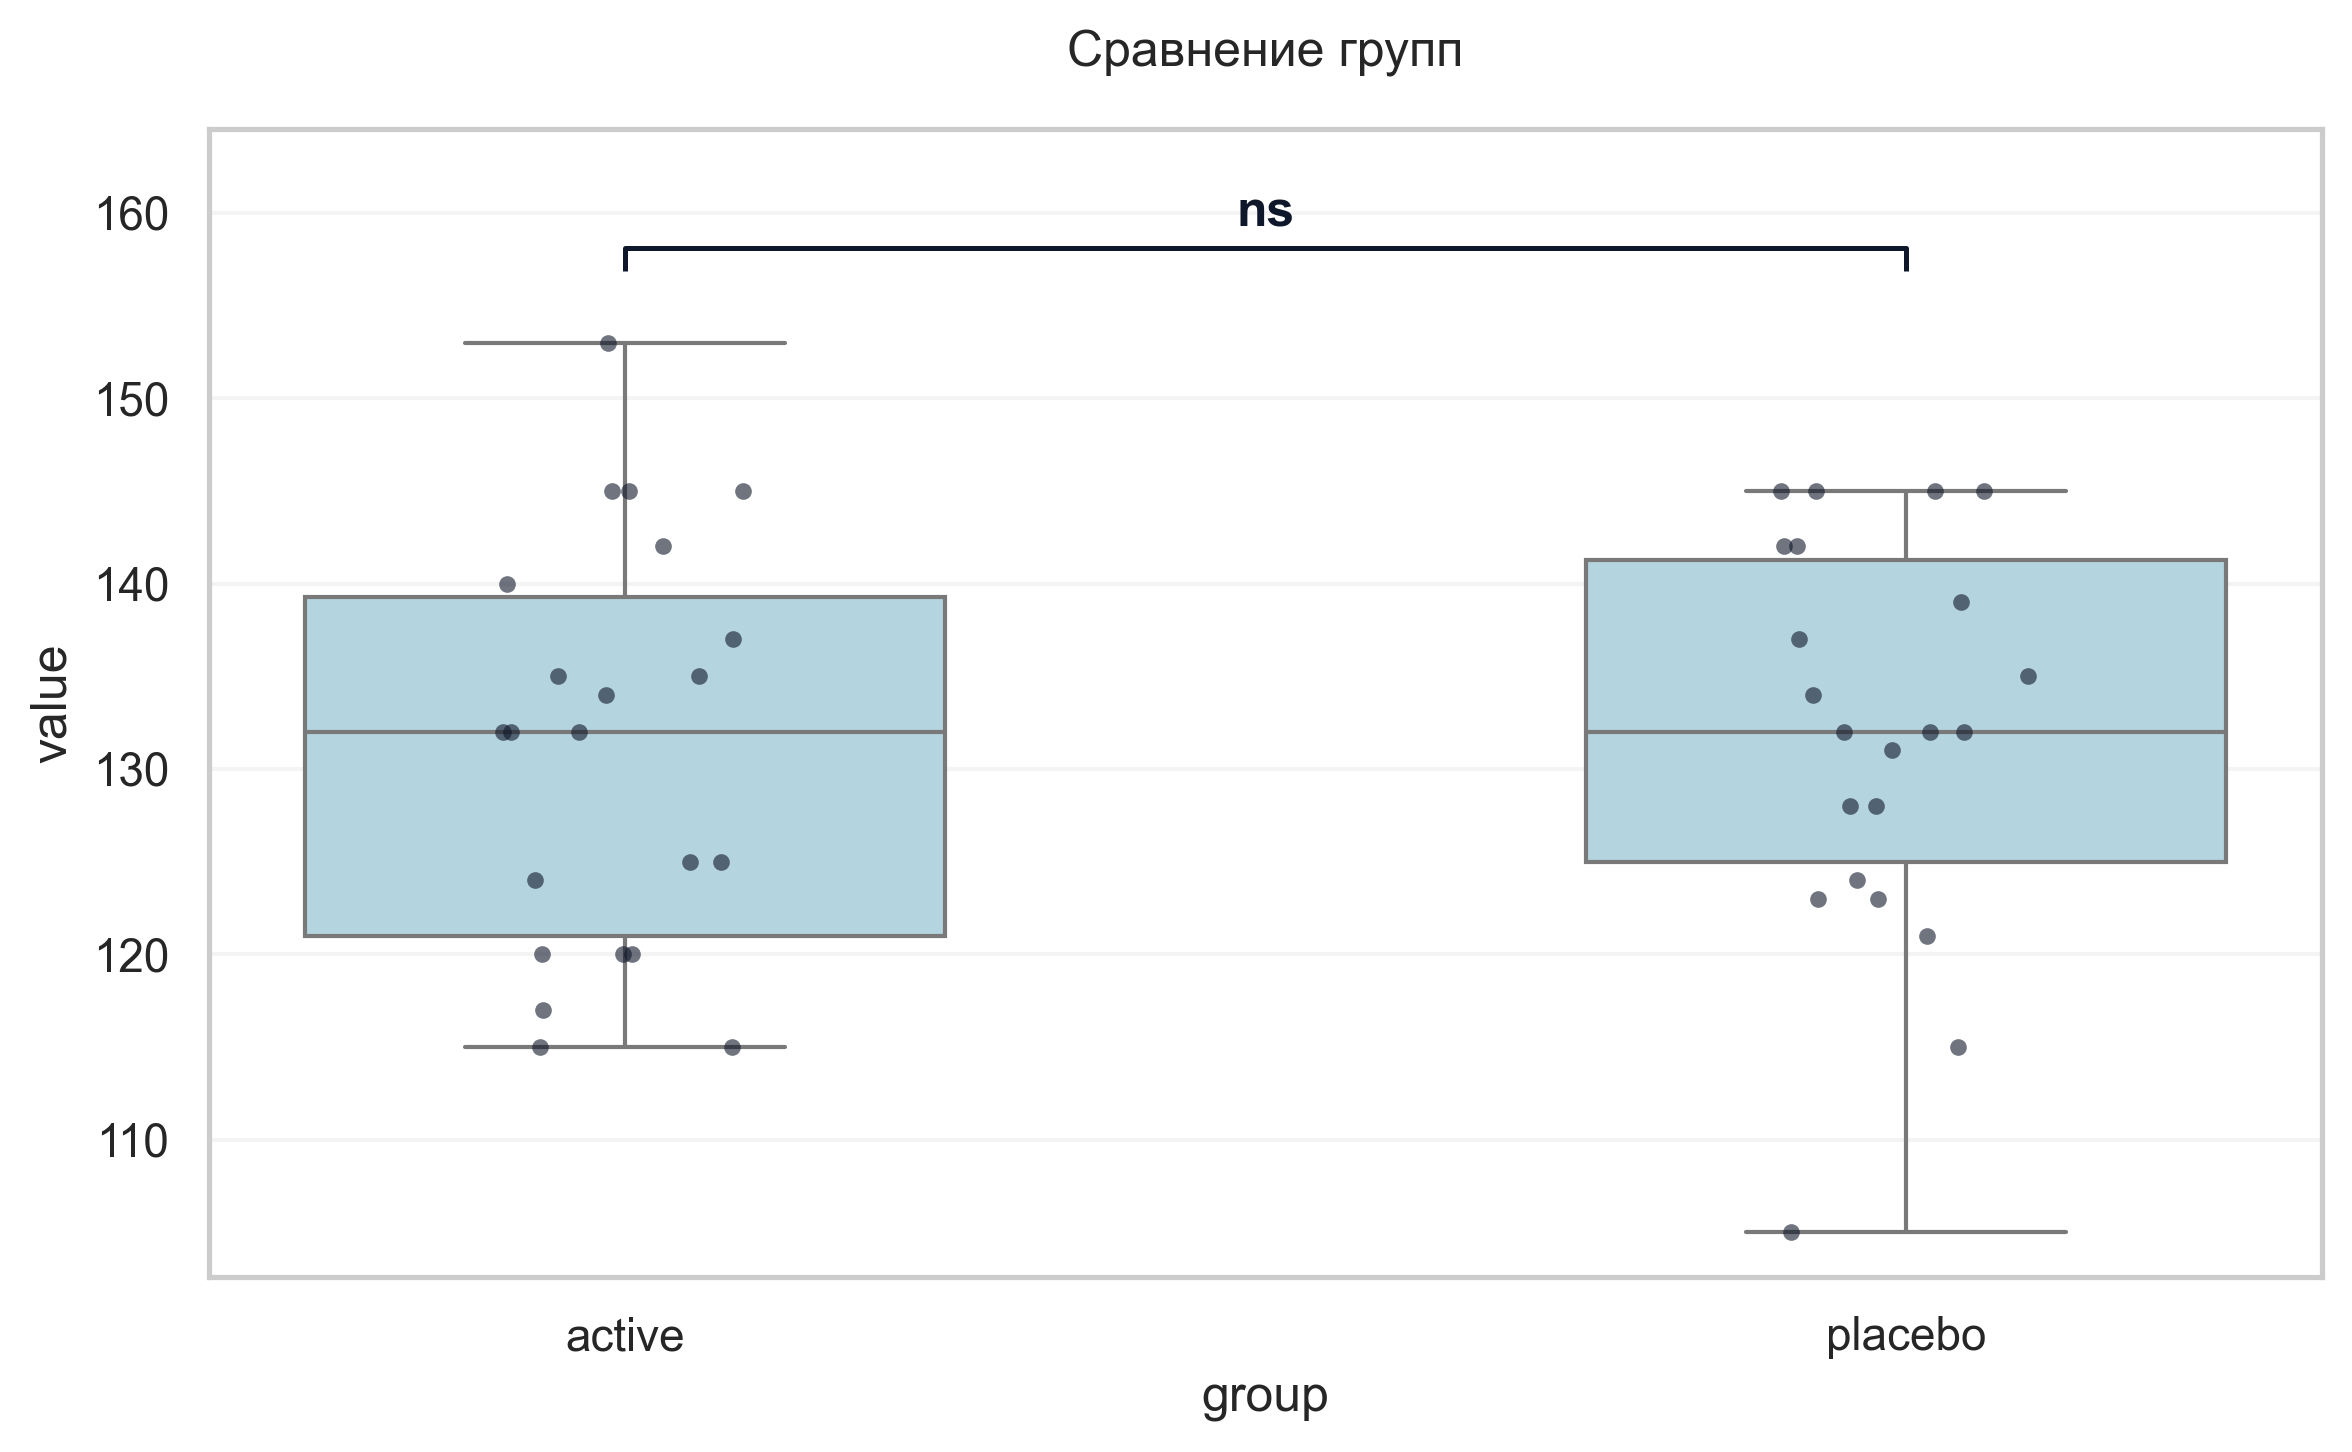 Сравнение групп
ns
160
150
140
130
120
110
value
active
placebo
group